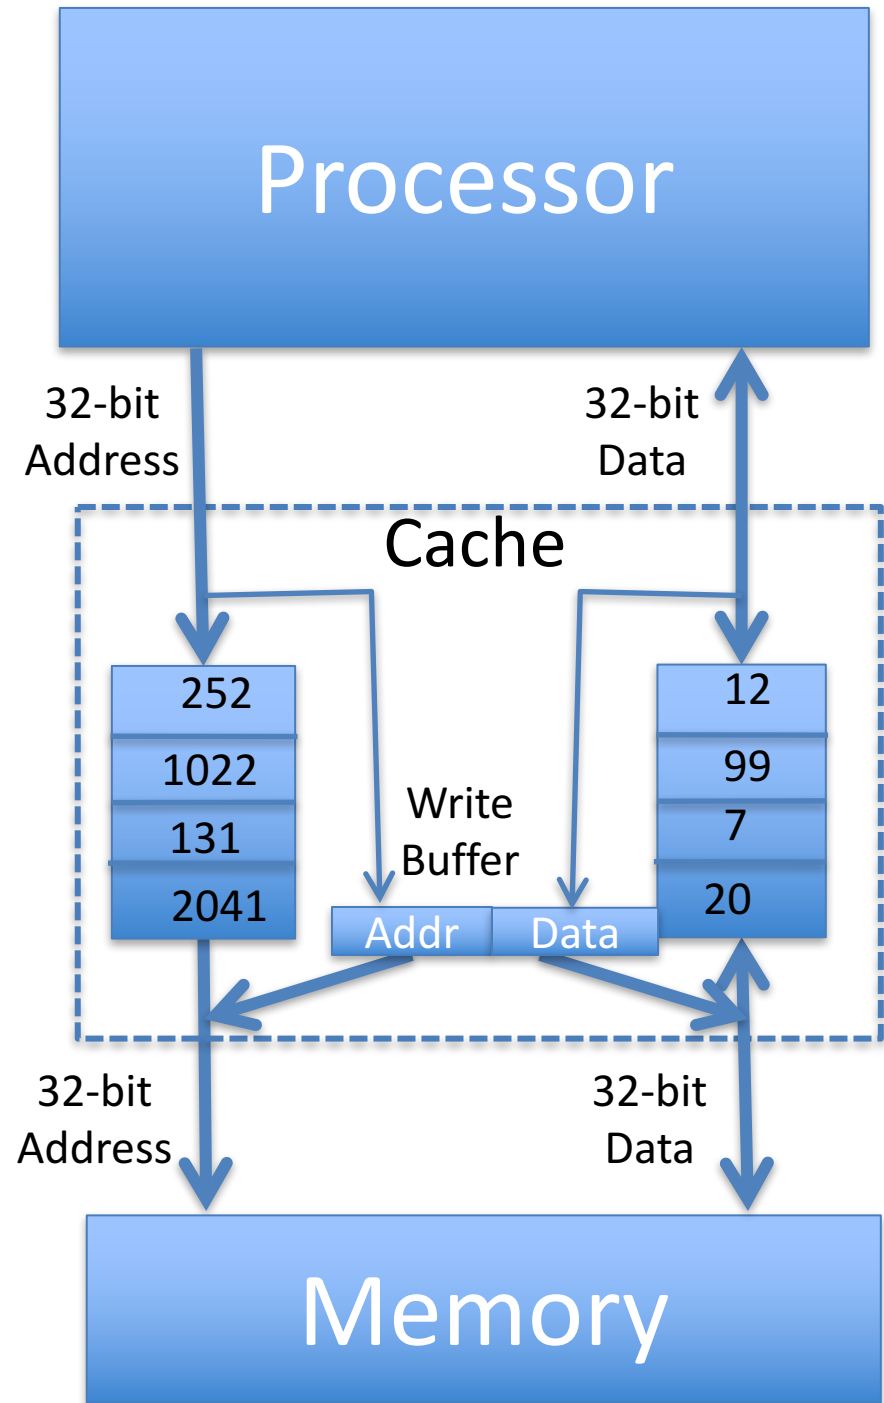 Processor
32-bit
Address
32-bit
Data
Cache
252
1022
131
2041
12
99
7
20
Write
Buffer
Addr
Data
32-bit
Address
32-bit
Data
Memory